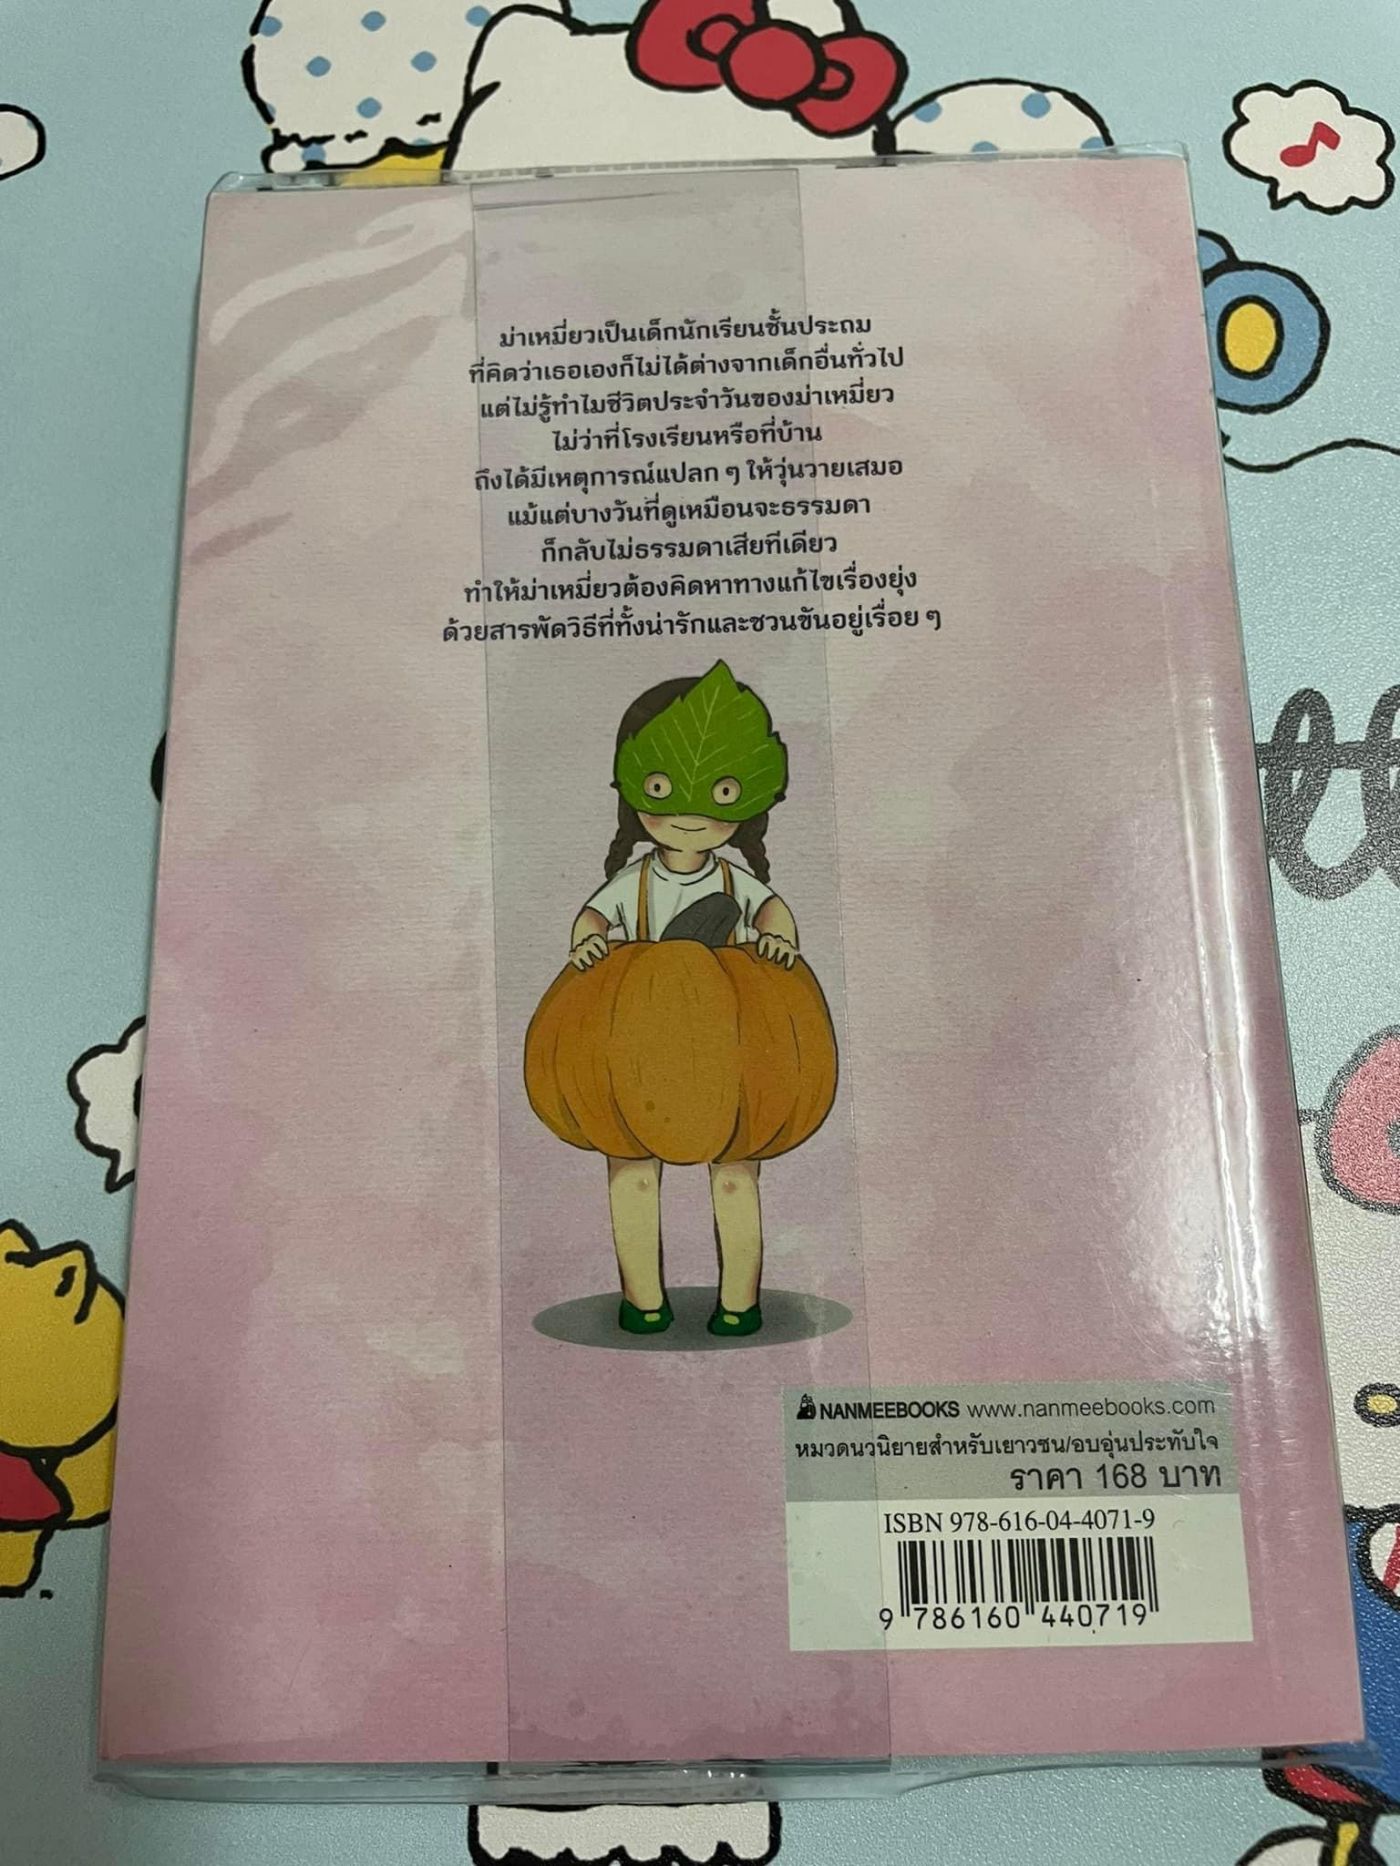 ม่าเหมี่ยวเป็นเด็กนักเรียนชั้นประถม
ที่คิดว่าเธอเองก็ไม่ได้ต่างจากเด็กอื่นทั่วไป
แต่ไม่รู้ทำไมชีวิตประจำวันของม่าเหมี่ยว
ไม่ว่าที่โรงเรียนหรือที่บ้าน
ถึงได้มีเหตุการณ์แปลก ๆ ให้วุ่นวายเสมอ
แม้แต่บางวันที่ดูเหมือนจะธรรมดา
ก็กลับไม่ธรรมดาเสียทีเดียว
ทำให้ม่าเหมี่ยวต้องคิดหาทางแก้ไขเรื่องยุ่ง
ด้วยสารพัดวิธีที่ทั้งน่ารักและชวนขันอยู่เรื่อย ๆ
NANMEEBOOKS www.nanmeebooks.com
หมวดนวนิยายสำหรับเยาวชน/อบอุ่นประทับใจ
ราคา 168 บาท
ISBN 978-616-04-4071-9
9 786160 440719